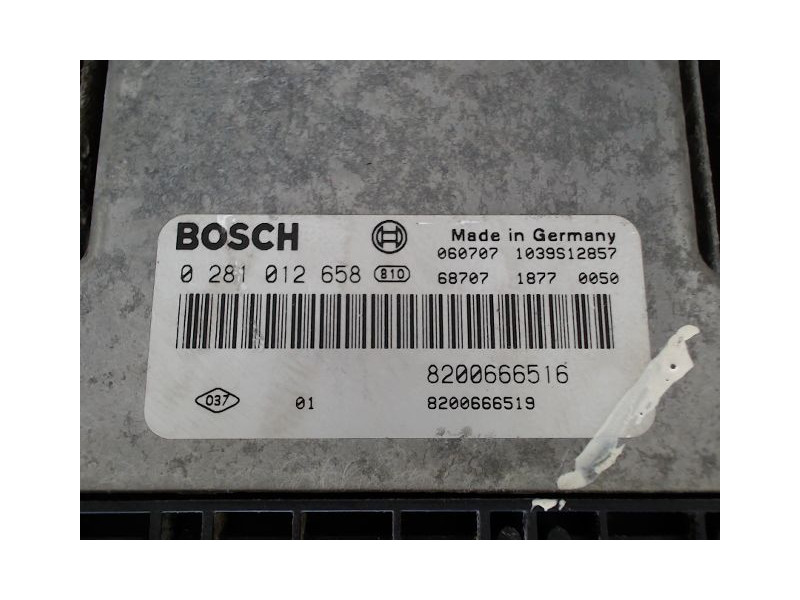 BOSCH
Made in Germany
060707 1039S12857
0 281 012 658 810
68707 1877 0050
8200666516
037 01 8200666519